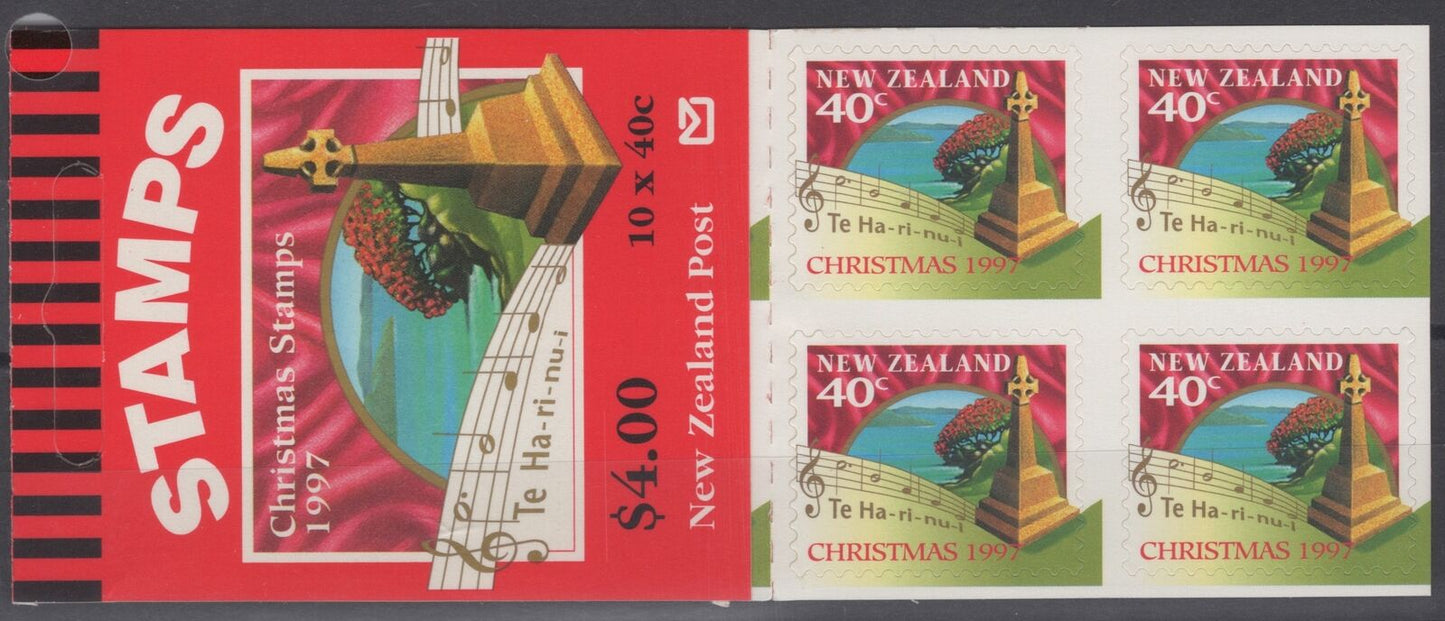 STAMPS
Christmas Stamps
1997
Te Ha-ri-nu-i
$4.00 10 x 40c
New Zealand Post
NEW ZEALAND
40c
Te Ha-ri-nu-i
CHRISTMAS 1997
NEW ZEALAND
40c
Te Ha-ri-nu-i
CHRISTMAS 1997
NEW ZEALAND
40c
Te Ha-ri-nu-i
CHRISTMAS 1997
NEW ZEALAND
40c
Te Ha-ri-nu-i
CHRISTMAS 1997